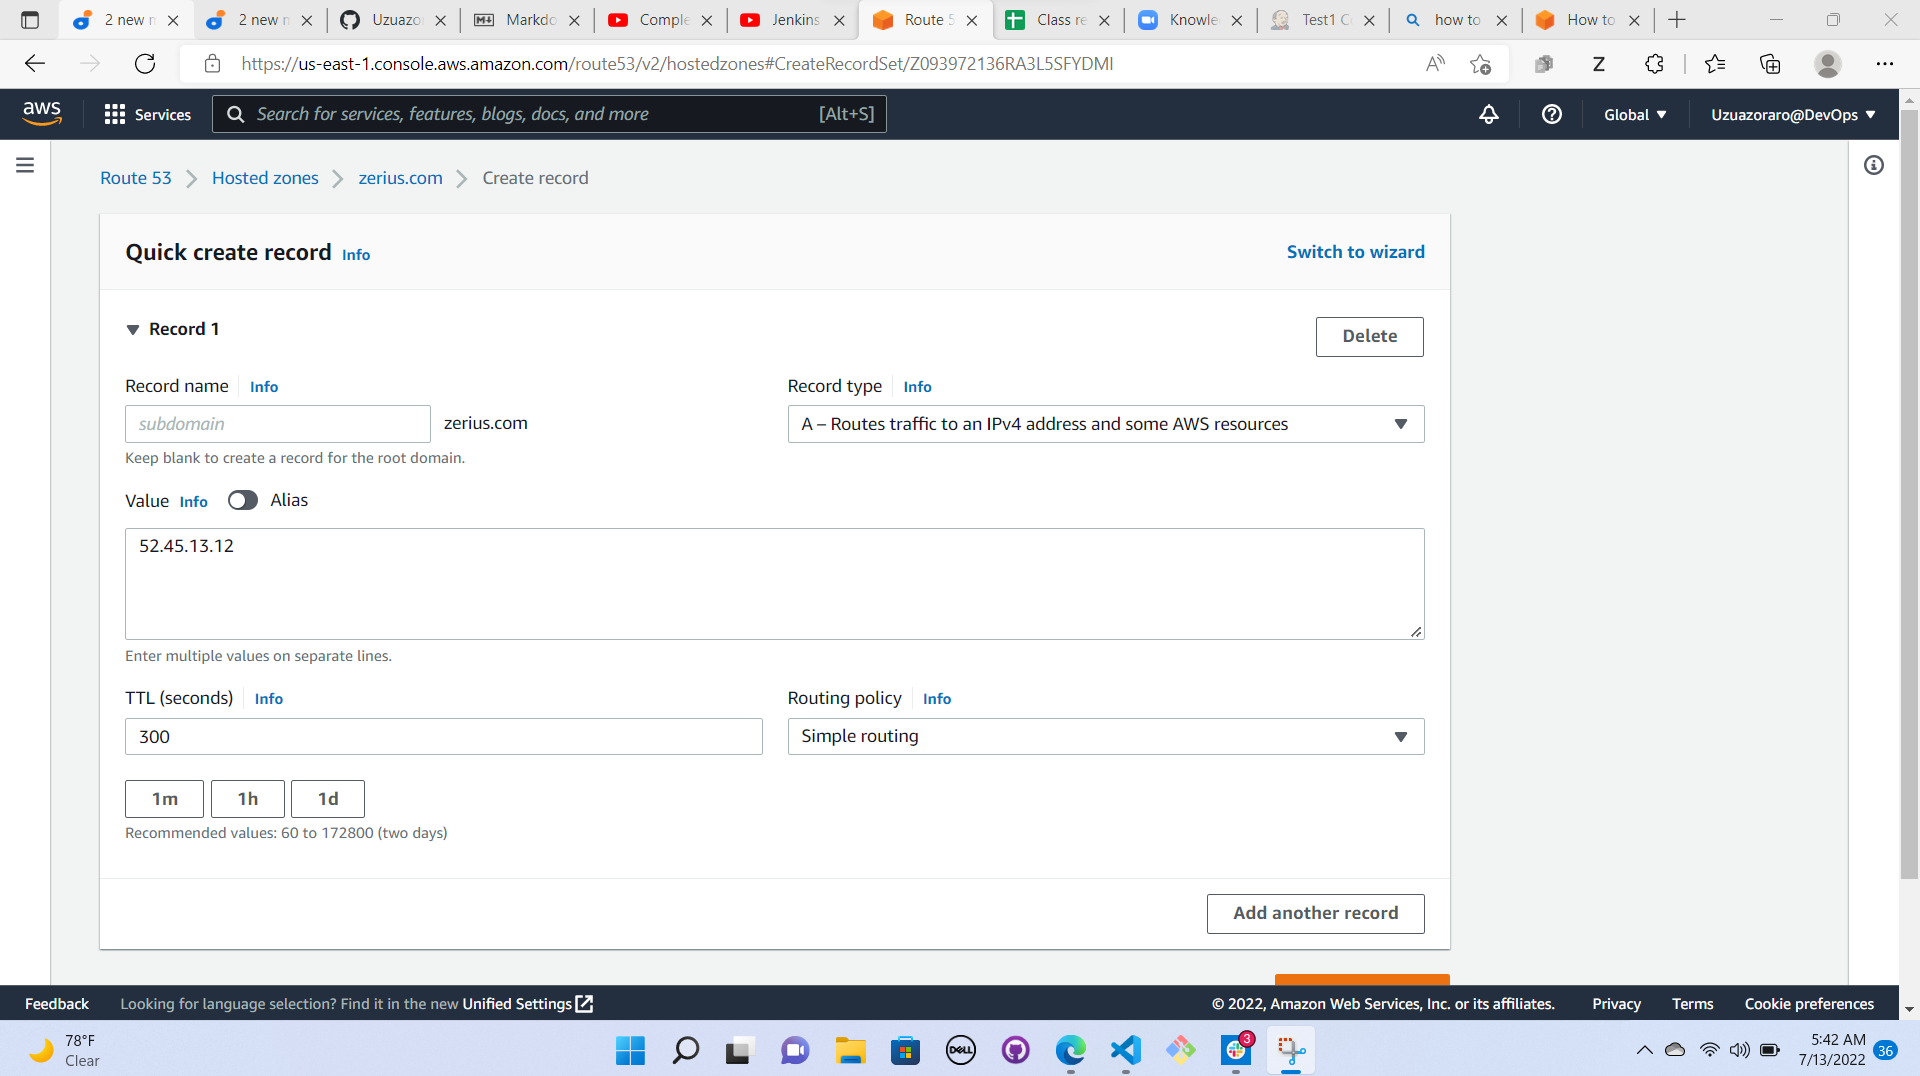 2 new n
2 new n
Uzuazo
Markdo
Comple
Jenkins
Route 5
Class re
Knowle
Test1 C
how to
How to
https://us-east-1.console.aws.amazon.com/route53/v2/hostedzones#CreateRecordSet/Z093972136RA3L5SFYDMI
aws
Services
Search for services, features, blogs, docs, and more
[Alt+S]
Global
Uzuazoraro@DevOps
Route 53
Hosted zones
zerius.com
Create record
Quick create record
Info
Switch to wizard
Record 1
Delete
Record name
Info
Record type
Info
subdomain
zerius.com
A – Routes traffic to an IPv4 address and some AWS resources
Keep blank to create a record for the root domain.
Value
Info
Alias
52.45.13.12
Enter multiple values on separate lines.
TTL (seconds)
Info
Routing policy
Info
300
Simple routing
1m
1h
1d
Recommended values: 60 to 172800 (two days)
Add another record
Feedback
Looking for language selection? Find it in the new Unified Settings
© 2022, Amazon Web Services, Inc. or its affiliates.
Privacy
Terms
Cookie preferences
78°F
Clear
DELL
3
5:42 AM
7/13/2022
36